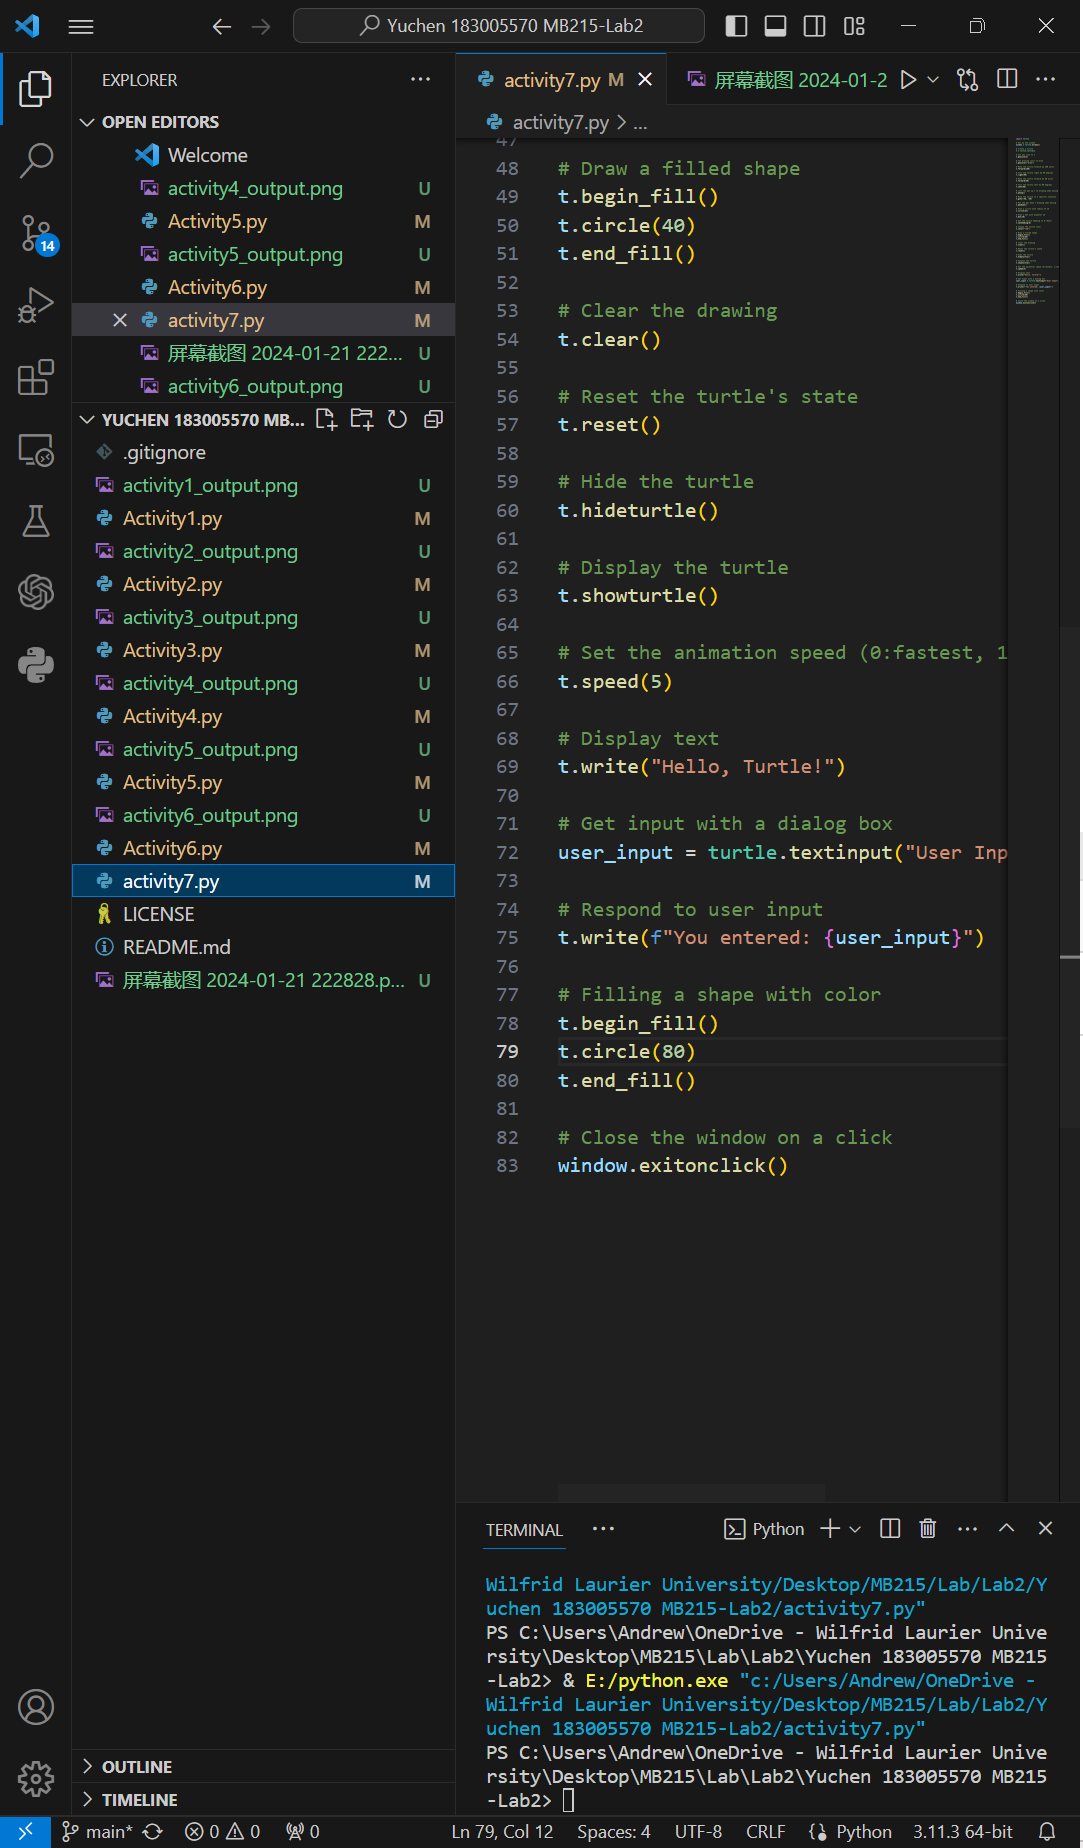 Yuchen 183005570 MB215-Lab2
EXPLORER
OPEN EDITORS
Welcome
activity4_output.png U
Activity5.py M
activity5_output.png U
Activity6.py M
activity7.py M
屏幕截图 2024-01-21 222... U
activity6_output.png U
YUCHEN 183005570 MB...
.gitignore
activity1_output.png U
Activity1.py M
activity2_output.png U
Activity2.py M
activity3_output.png U
Activity3.py M
activity4_output.png U
Activity4.py M
activity5_output.png U
Activity5.py M
activity6_output.png U
Activity6.py M
activity7.py M
LICENSE
README.md
屏幕截图 2024-01-21 222828.p... U
OUTLINE
TIMELINE
14
activity7.py M
屏幕截图 2024-01-2
activity7.py > ...
47
48 # Draw a filled shape
49 t.begin_fill()
50 t.circle(40)
51 t.end_fill()
52
53 # Clear the drawing
54 t.clear()
55
56 # Reset the turtle's state
57 t.reset()
58
59 # Hide the turtle
60 t.hideturtle()
61
62 # Display the turtle
63 t.showturtle()
64
65 # Set the animation speed (0:fastest, 1
66 t.speed(5)
67
68 # Display text
69 t.write("Hello, Turtle!")
70
71 # Get input with a dialog box
72 user_input = turtle.textinput("User Inp
73
74 # Respond to user input
75 t.write(f"You entered: {user_input}")
76
77 # Filling a shape with color
78 t.begin_fill()
79 t.circle(80)
80 t.end_fill()
81
82 # Close the window on a click
83 window.exitonclick()
TERMINAL
Python
Wilfrid Laurier University/Desktop/MB215/Lab/Lab2/Y
uchen 183005570 MB215-Lab2/activity7.py"
PS C:\Users\Andrew\OneDrive - Wilfrid Laurier Unive
rsity\Desktop\MB215\Lab\Lab2\Yuchen 183005570 MB215
-Lab2> & E:/python.exe "c:/Users/Andrew/OneDrive -
Wilfrid Laurier University/Desktop/MB215/Lab/Lab2/Y
uchen 183005570 MB215-Lab2/activity7.py"
PS C:\Users\Andrew\OneDrive - Wilfrid Laurier Unive
rsity\Desktop\MB215\Lab\Lab2\Yuchen 183005570 MB215
-Lab2>
main* 0 0 0 Ln 79, Col 12 Spaces: 4 UTF-8 CRLF Python 3.11.3 64-bit